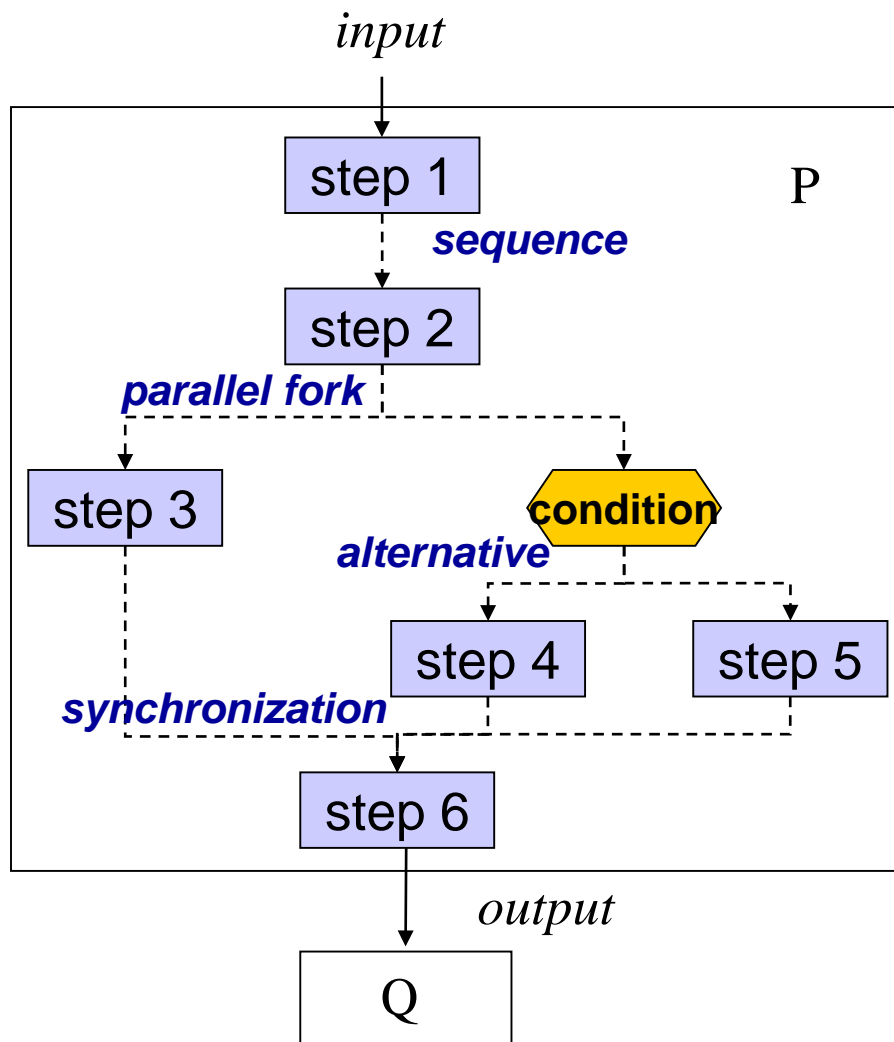 input
step 1
P
sequence
step 2
parallel fork
step 3
condition
alternative
step 4
step 5
synchronization
step 6
output
Q